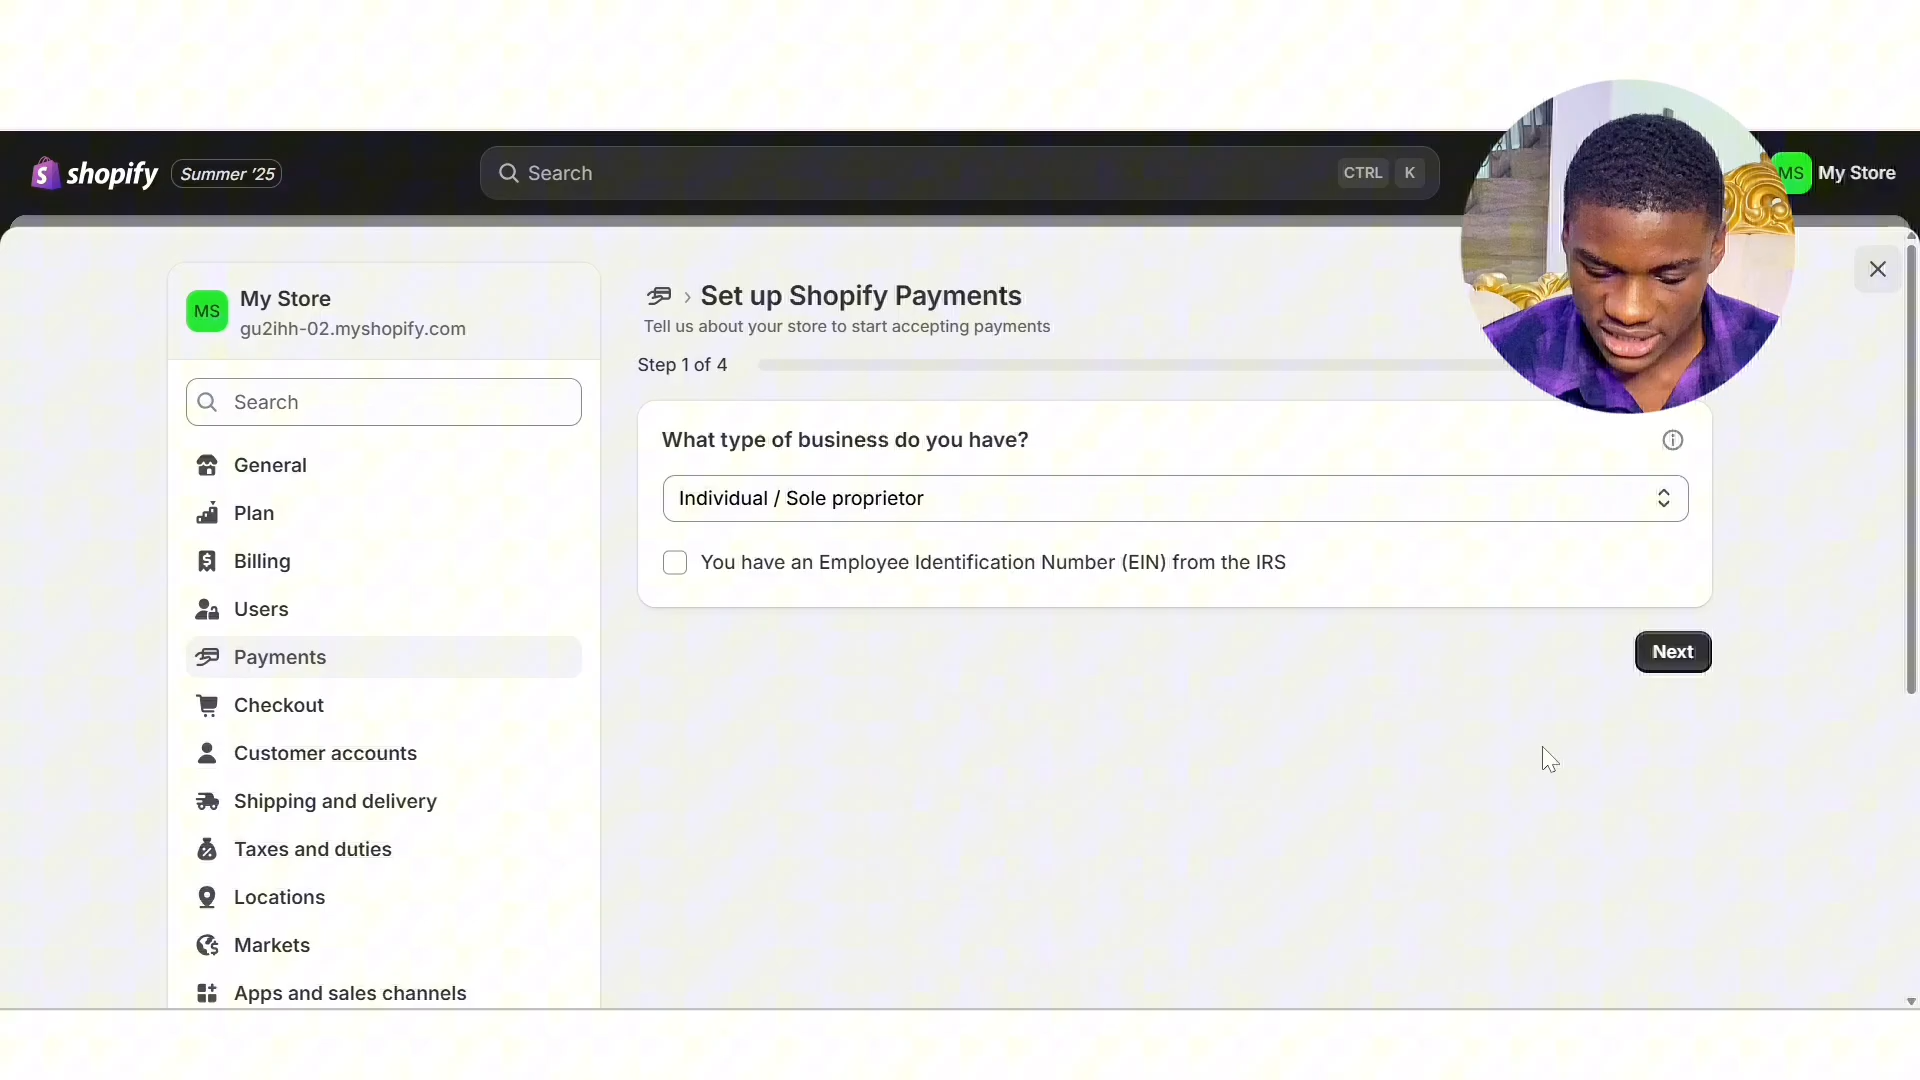 shopify
Summer '25
Search
CTRL
K
MS
My Store
MS
My Store
gu2ihh-02.myshopify.com
Search
General
Plan
Billing
Users
Payments
Checkout
Customer accounts
Shipping and delivery
Taxes and duties
Locations
Markets
Apps and sales channels
› Set up Shopify Payments
Tell us about your store to start accepting payments
Step 1 of 4
What type of business do you have?
Individual / Sole proprietor
You have an Employee Identification Number (EIN) from the IRS
Next